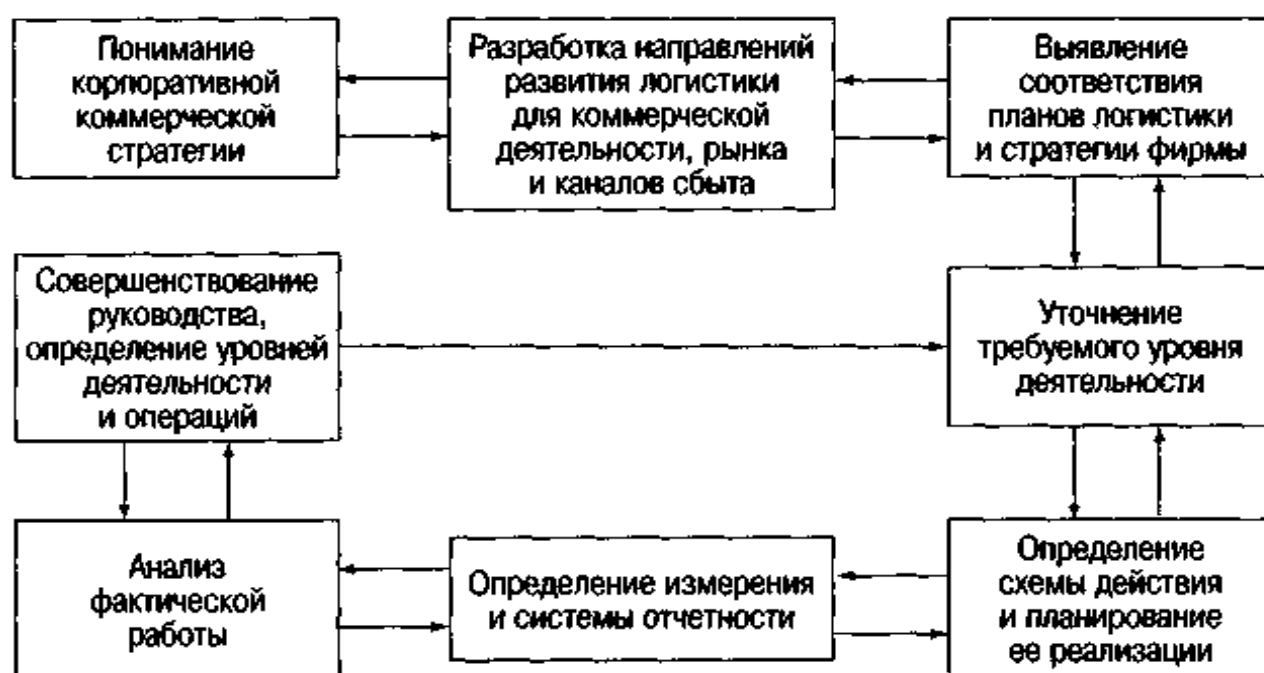 Понимание
корпоративной
коммерческой
стратегии
Разработка направлений
развития логистики
для коммерческой
деятельности, рынка
и каналов сбыта
Выявление
соответствия
планов логистики
и стратегии фирмы
Совершенствование
руководства,
определение уровней
деятельности
и операций
Уточнение
требуемого уровня
деятельности
Анализ
фактической
работы
Определение измерения
и системы отчетности
Определение
схемы действия
и планирование
ее реализации